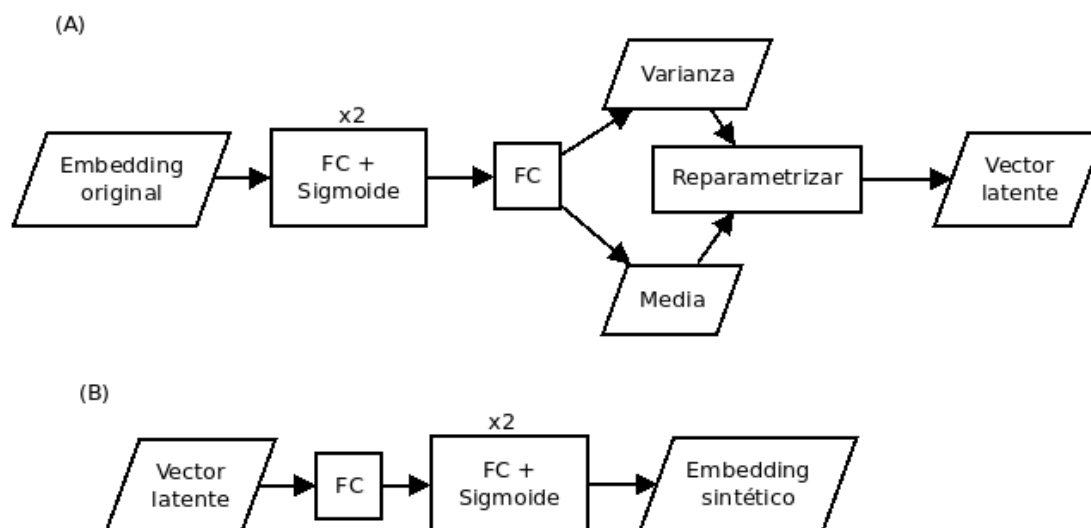 (A)
Varianza
x2
Embedding
original
FC +
Sigmoide
FC
Reparametrizar
Vector
latente
Media
(B)
x2
Vector
latente
FC
FC +
Sigmoide
Embedding
sintético